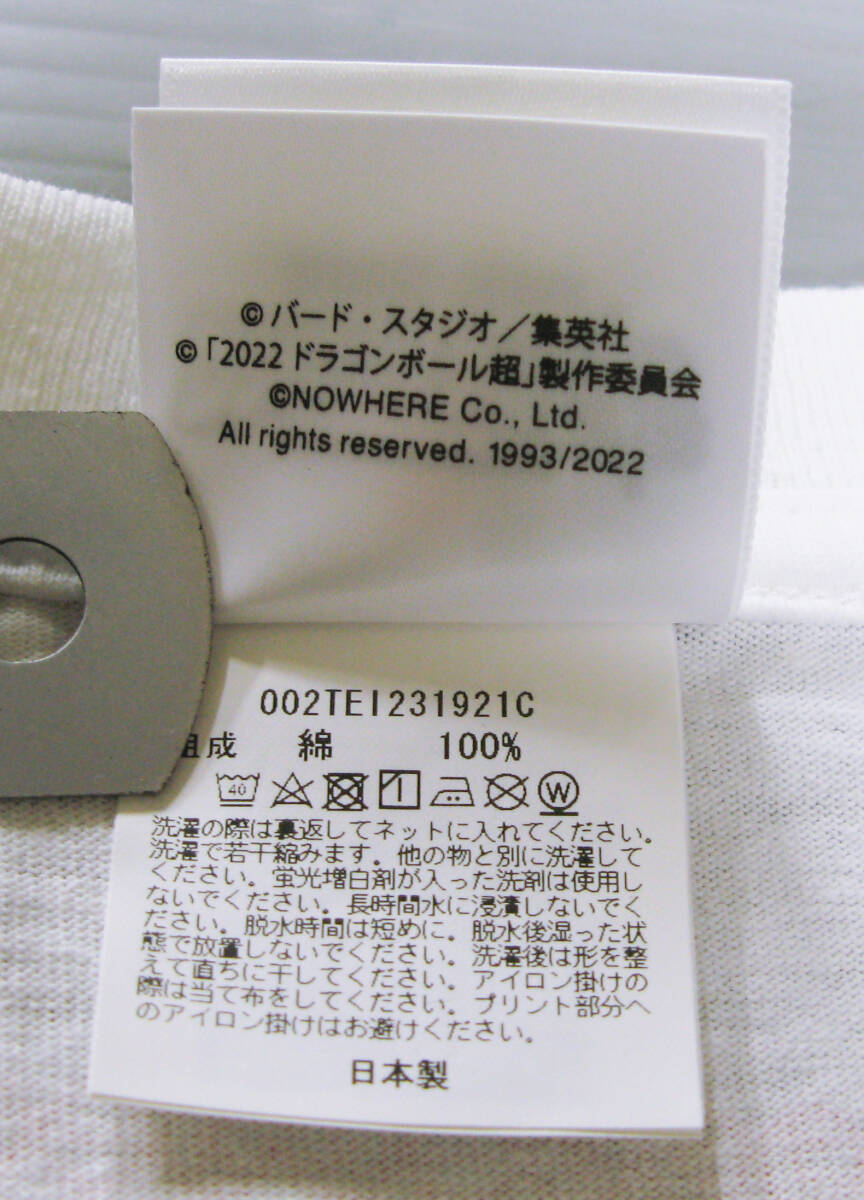 © バード・スタジオ／集英社
© 「2022 ドラゴンボール超」製作委員会
©NOWHERE Co., Ltd.
All rights reserved. 1993/2022
002TEI231921C
組成 綿 100%
40 W
洗濯の際は裏返してネットに入れてください。
洗濯で若干縮みます。他の物と別に洗濯して
ください。蛍光増白剤が入った洗剤は使用し
ないでください。長時間水に浸漬しないでく
ださい。脱水時間は短めに。脱水後湿った状
態で放置しないでください。洗濯後は形を整
えて直ちに干してください。アイロン掛けの
際は当て布をしてください。プリント部分へ
のアイロン掛けはお避けください。
日本製